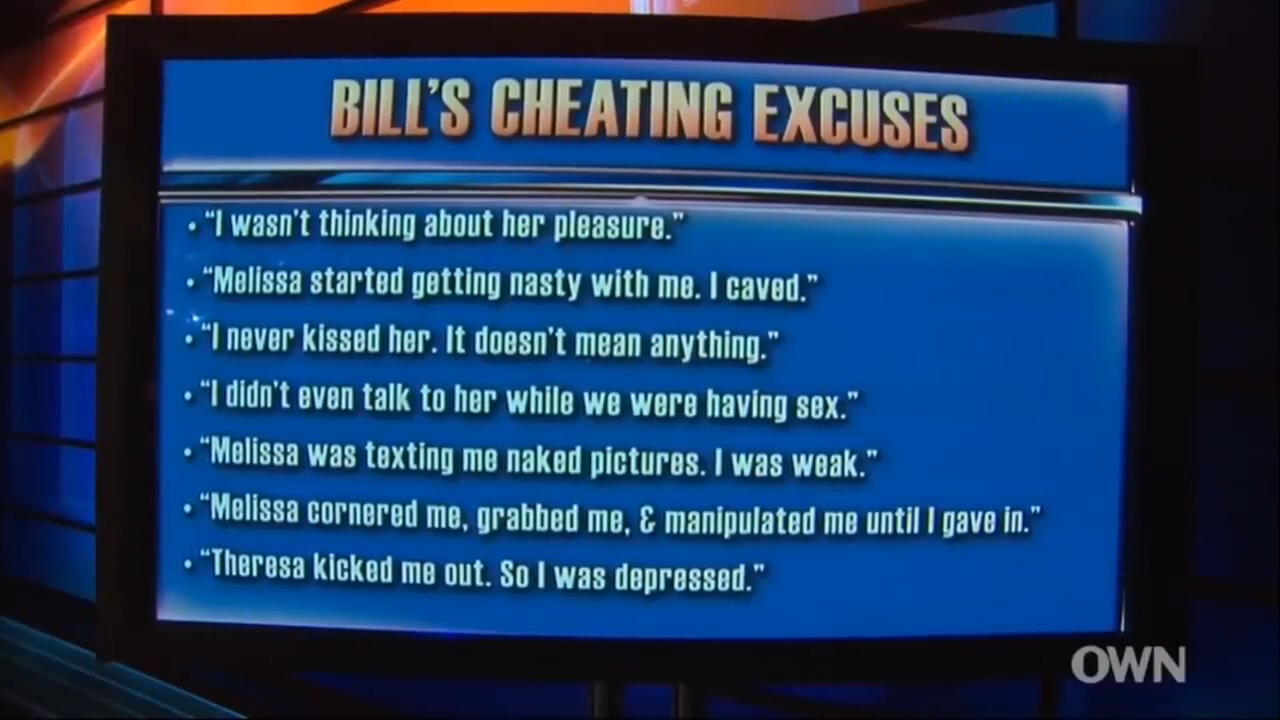 BILL'S CHEATING EXCUSES
• "I wasn't thinking about her pleasure."
• "Melissa started getting nasty with me. I caved."
• "I never kissed her. It doesn't mean anything."
• "I didn't even talk to her while we were having sex."
• "Melissa was texting me naked pictures. I was weak."
• "Melissa cornered me, grabbed me, & manipulated me until I gave in."
• "Theresa kicked me out. So I was depressed."
OWN